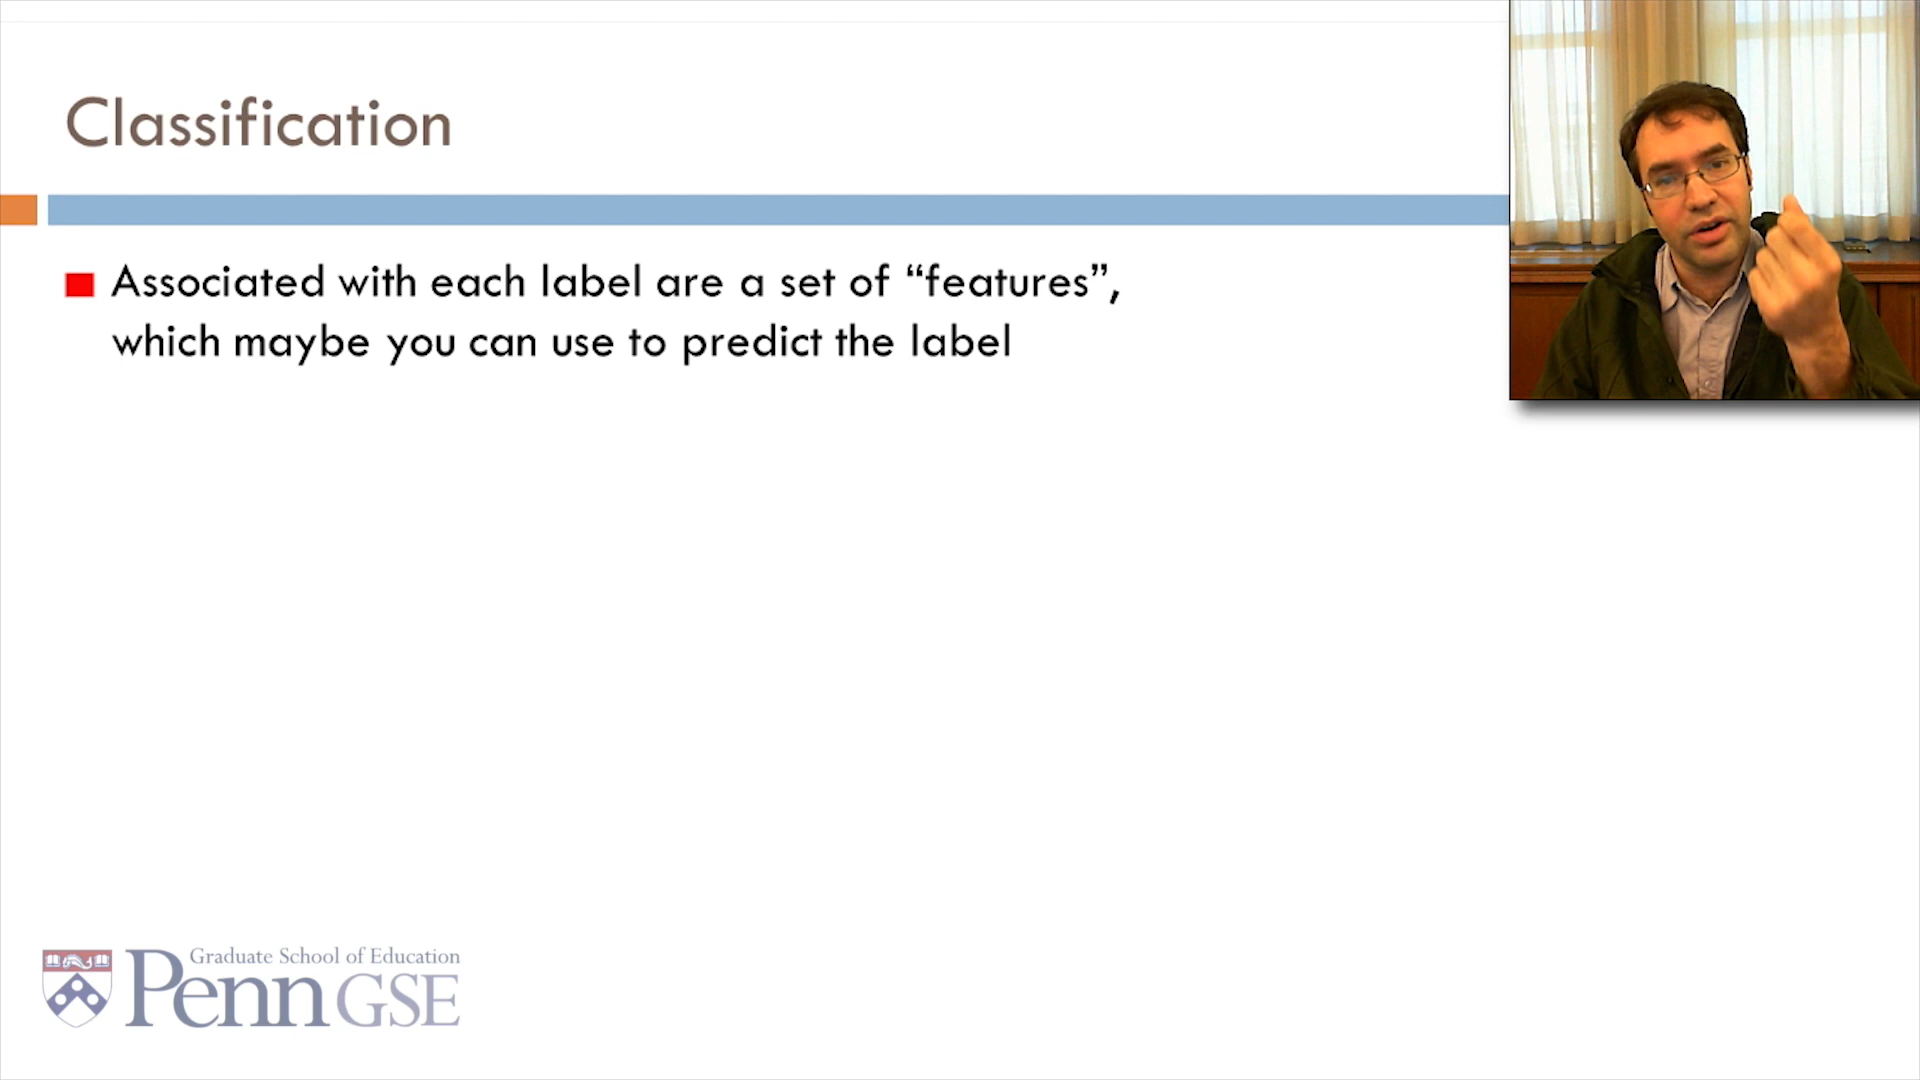 Classification
Associated with each label are a set of “features”,
which maybe you can use to predict the label
Graduate School of Education
Penn GSE